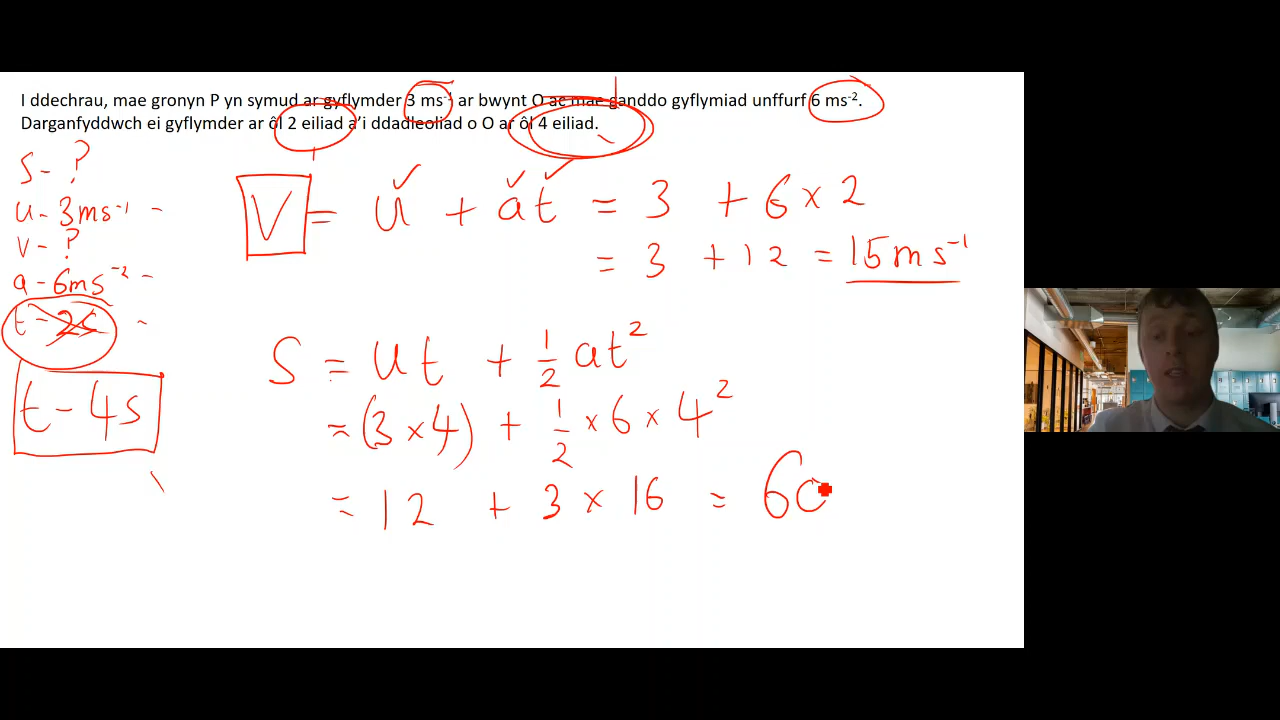 I ddechrau, mae gronyn P yn symud ar gyflymder 3 ms⁻¹ ar bwynt O ac mae ganddo gyflymiad unffurf 6 ms⁻².
Darganfyddwch ei gyflymder ar ôl 2 eiliad a'i ddadleoliad o O ar ôl 4 eiliad.
S - ?
u - 3ms⁻¹ -
v - ?
a - 6ms⁻² -
t - 2s -
t - 4s
V = u + at = 3 + 6 × 2
= 3 + 12 = 15ms⁻¹
S = ut + ½ at²
= (3 × 4) + ½ × 6 × 4²
= 12 + 3 × 16 = 60